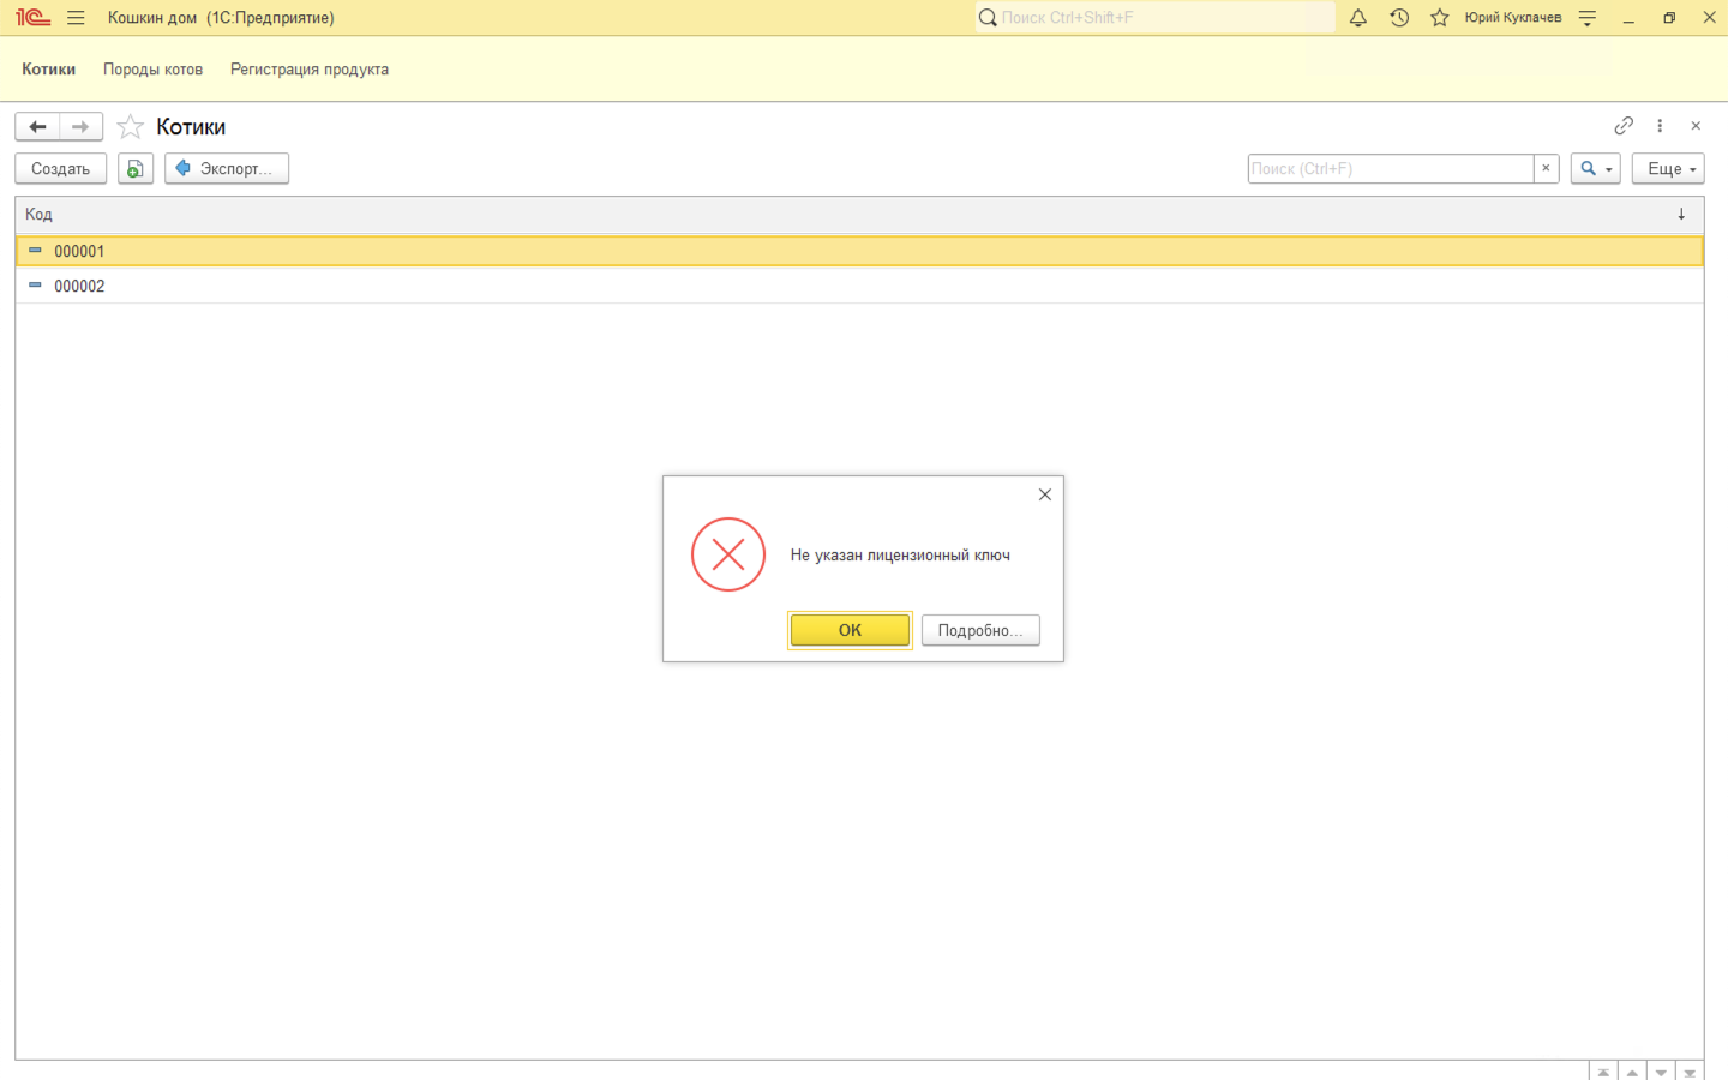 1С Кошкин дом (1С:Предприятие) Поиск Ctrl+Shift+F Юрий Куклачев
Котики Породы котов Регистрация продукта
Котики
Создать Экспорт... Поиск (Ctrl+F) × Еще
Код
000001
000002
Не указан лицензионный ключ
ОК Подробно...